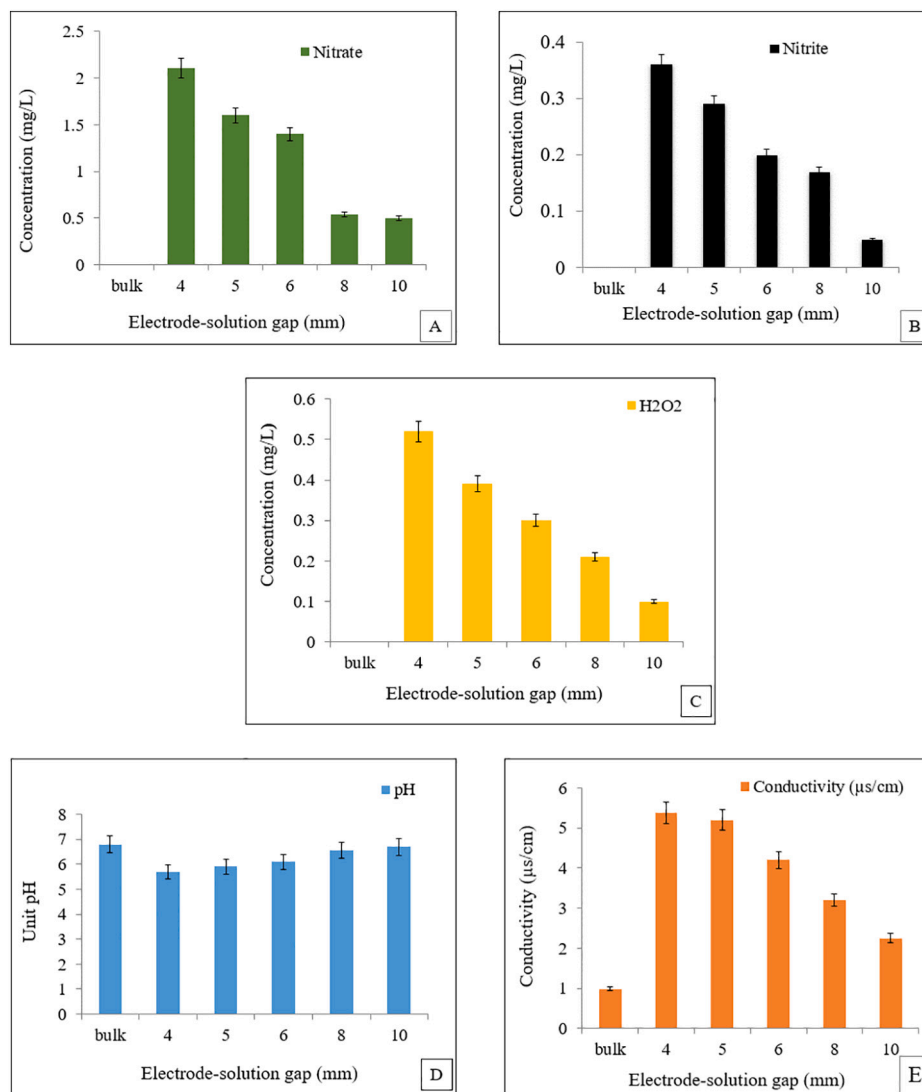 Nitrate
Concentration (mg/L)
2.5
2
1.5
1
0.5
0
bulk 4 5 6 8 10
Electrode-solution gap (mm)
A
Nitrite
Concentration (mg/L)
0.4
0.3
0.2
0.1
0
bulk 4 5 6 8 10
Electrode-solution gap (mm)
B
H2O2
Concentration (mg/L)
0.6
0.5
0.4
0.3
0.2
0.1
0
bulk 4 5 6 8 10
Electrode-solution gap (mm)
C
pH
Unit pH
8
7
6
5
4
3
2
1
0
bulk 4 5 6 8 10
Electrode-solution gap (mm)
D
Conductivity (µs/cm)
Conductivity (µs/cm)
6
5
4
3
2
1
0
bulk 4 5 6 8 10
Electrode-solution gap (mm)
E